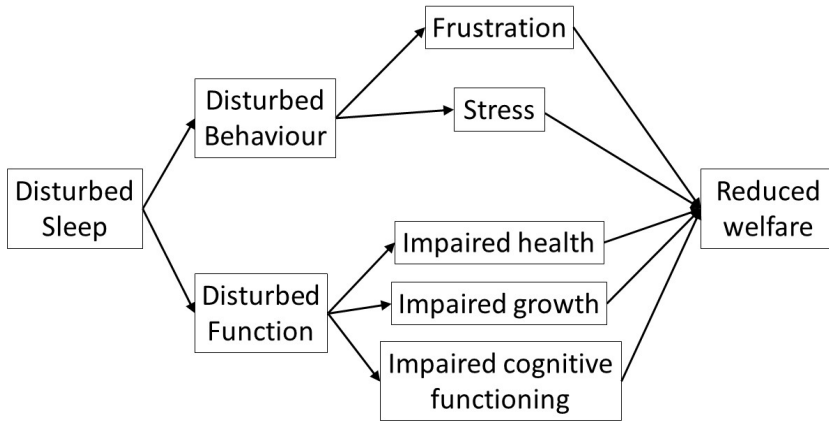 Disturbed
Sleep
Disturbed
Behaviour
Disturbed
Function
Frustration
Stress
Impaired health
Impaired growth
Impaired cognitive
functioning
Reduced
welfare